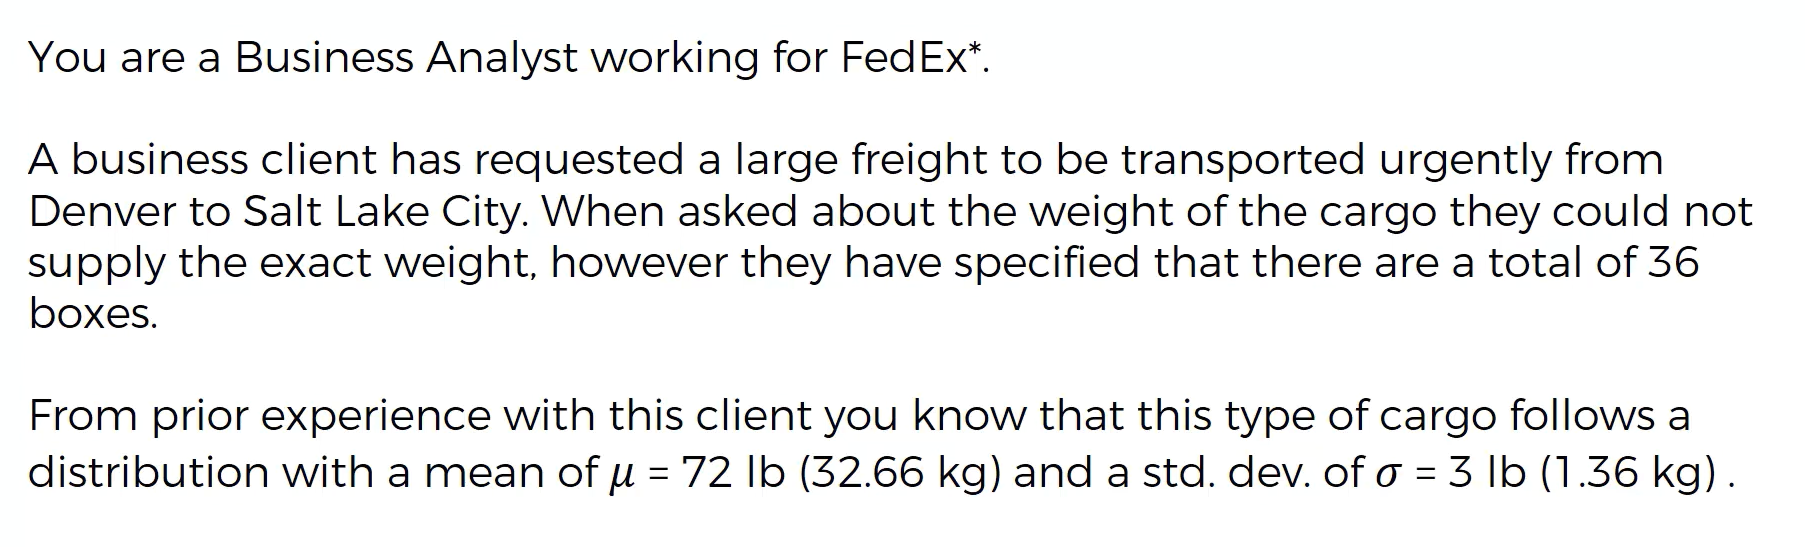 You are a Business Analyst working for FedEx*.
A business client has requested a large freight to be transported urgently from
Denver to Salt Lake City. When asked about the weight of the cargo they could not
supply the exact weight, however they have specified that there are a total of 36
boxes.
From prior experience with this client you know that this type of cargo follows a
distribution with a mean of μ = 72 lb (32.66 kg) and a std. dev. of σ = 3 lb (1.36 kg) .